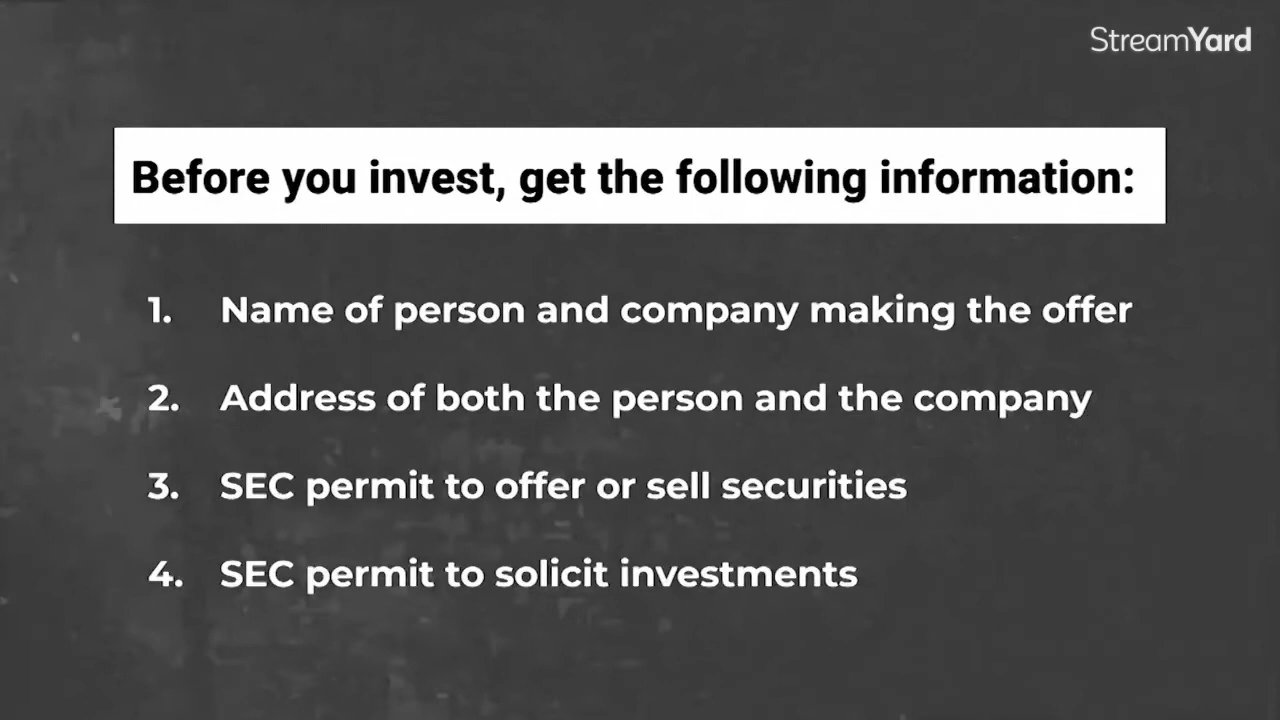 StreamYard
Before you invest, get the following information:
1. Name of person and company making the offer
2. Address of both the person and the company
3. SEC permit to offer or sell securities
4. SEC permit to solicit investments